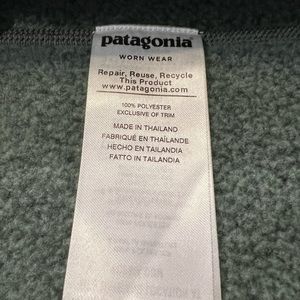 patagonia
WORN WEAR
Repair, Reuse, Recycle
This Product
www.patagonia.com
100% POLYESTER
EXCLUSIVE OF TRIM
MADE IN THAILAND
FABRIQUÉ EN THAÏLANDE
HECHO EN TAILANDIA
FATTO IN TAILANDIA